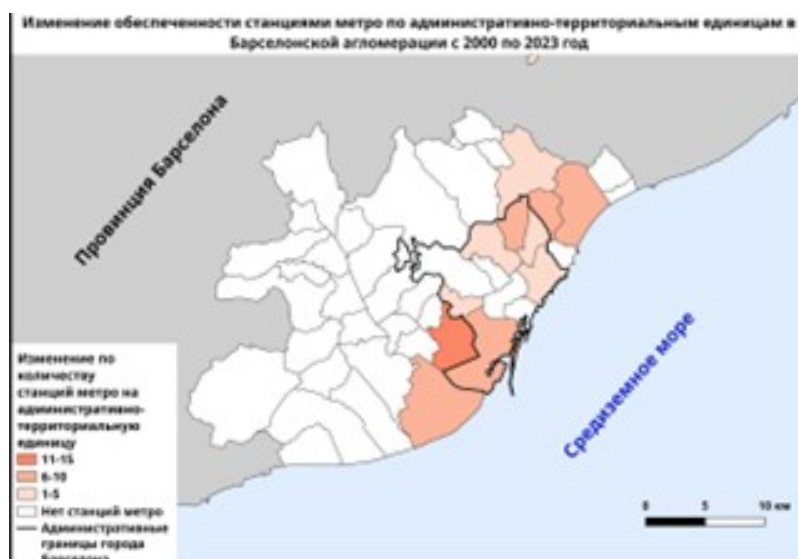 Изменение обеспеченности станциями метро по административно-территориальным единицам в
Барселонской агломерации с 2000 по 2023 год
Провинция Барселона
Средиземное море
Изменение по
количеству
станций метро на
административно-
территориальную
единицу
11-15
6-10
1-5
Нет станций метро
Административные
границы города
Барселона
0 5 10 км